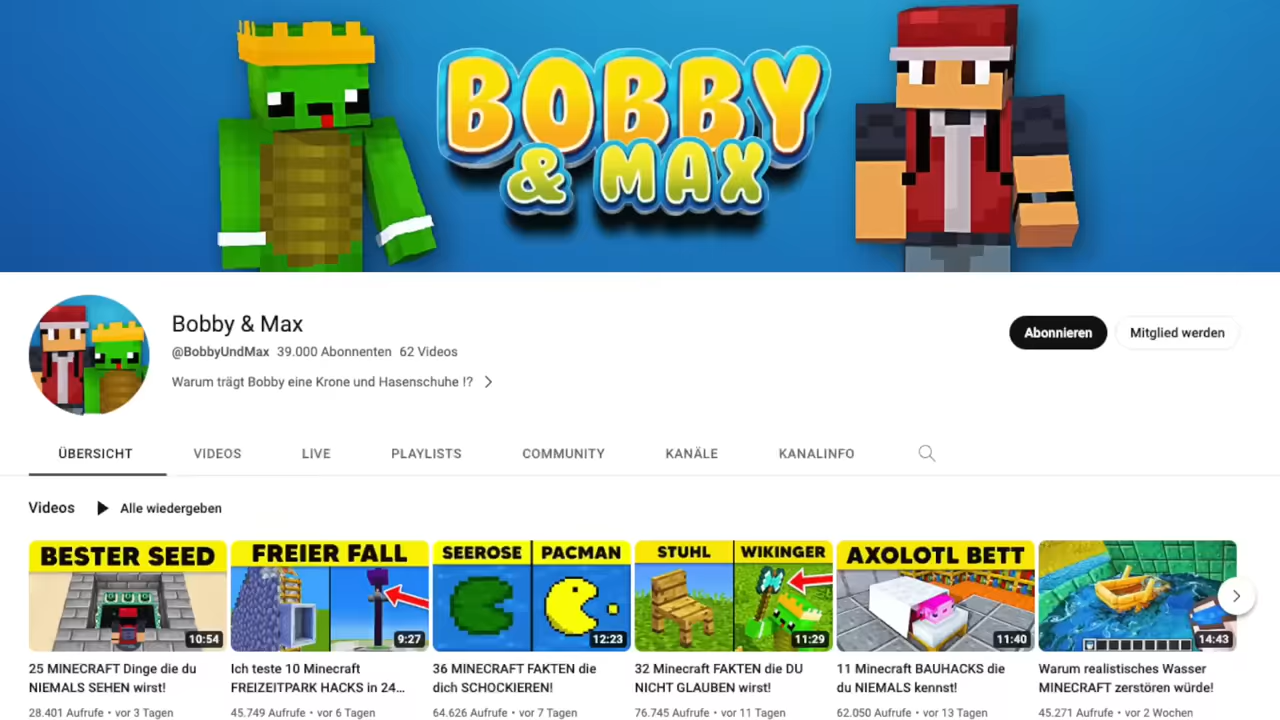 BOBBY
& MAX
Bobby & Max
@BobbyUndMax 39.000 Abonnenten 62 Videos
Warum trägt Bobby eine Krone und Hasenschuhe !?
Abonnieren
Mitglied werden
ÜBERSICHT VIDEOS LIVE PLAYLISTS COMMUNITY KANÄLE KANALINFO
Videos Alle wiedergeben
BESTER SEED
10:54
25 MINECRAFT Dinge die du
NIEMALS SEHEN wirst!
28.401 Aufrufe • vor 3 Tagen
FREIER FALL
9:27
Ich teste 10 Minecraft
FREIZEITPARK HACKS in 24...
45.749 Aufrufe • vor 6 Tagen
SEEROSE PACMAN
12:23
36 MINECRAFT FAKTEN die
dich SCHOCKIEREN!
64.626 Aufrufe • vor 7 Tagen
STUHL WIKINGER
11:29
32 Minecraft FAKTEN die DU
NICHT GLAUBEN wirst!
76.745 Aufrufe • vor 11 Tagen
AXOLOTL BETT
11:40
11 Minecraft BAUHACKS die
du NIEMALS kennst!
62.050 Aufrufe • vor 13 Tagen
14:43
Warum realistisches Wasser
MINECRAFT zerstören würde!
45.271 Aufrufe • vor 2 Wochen